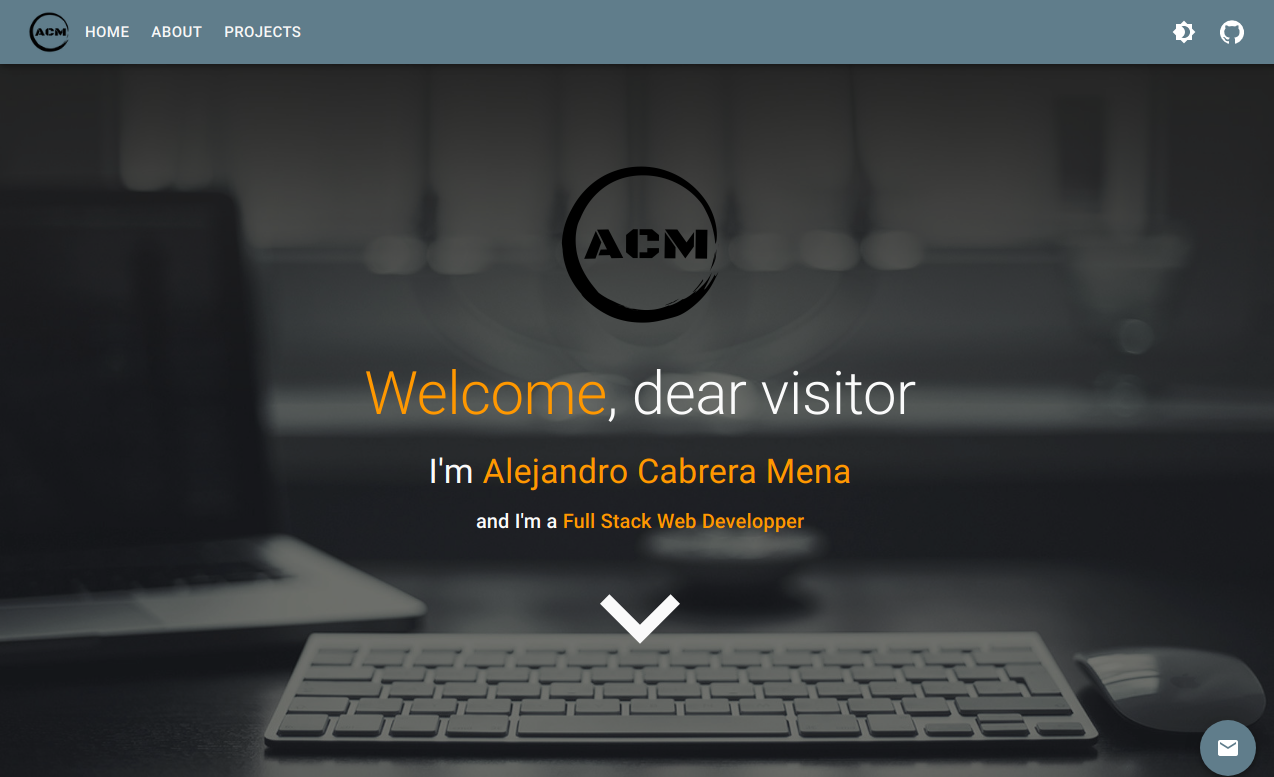 ACM HOME ABOUT PROJECTS
ACM
Welcome, dear visitor
I'm Alejandro Cabrera Mena
and I'm a Full Stack Web Developper